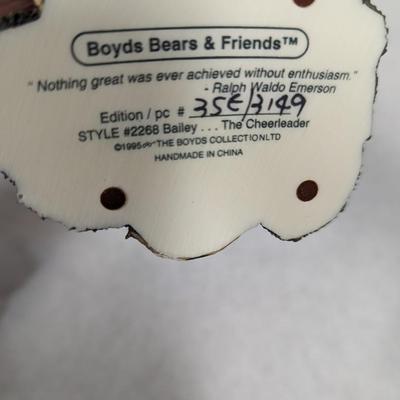 Boyds Bears & Friends™
" Nothing great was ever achieved without enthusiasm."
- Ralph Waldo Emerson
Edition / pc # 35E/3149
STYLE #2268 Bailey . . . The Cheerleader
©1995 THE BOYDS COLLECTION LTD
HANDMADE IN CHINA